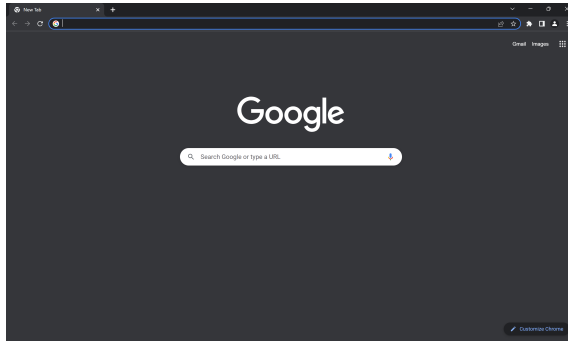 New Tab
Gmail Images
Google
Search Google or type a URL
Customize Chrome